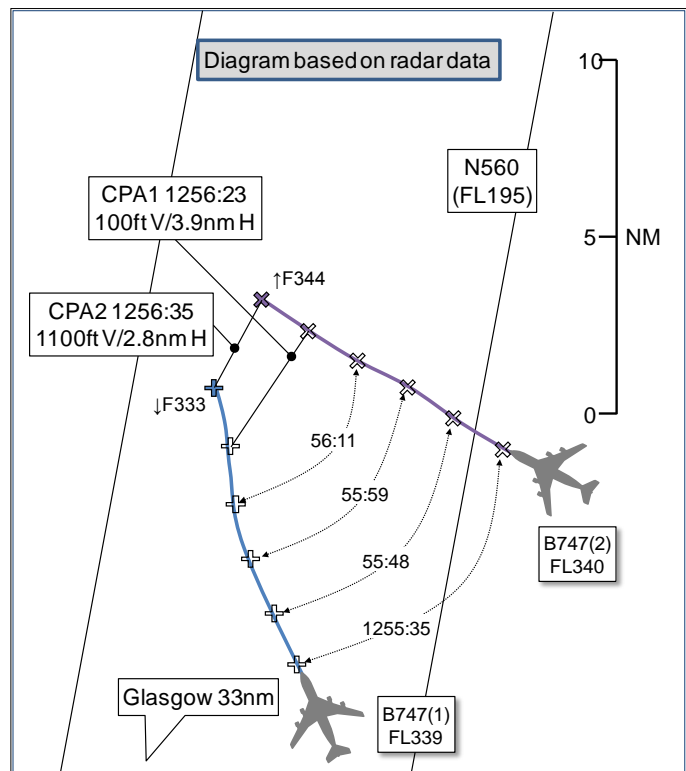 Diagram based on radar data
10
N560
(FL195)
CPA1 1256:23
100ft V/3.9nm H
5
NM
↑F344
CPA2 1256:35
1100ft V/2.8nm H
↓F333
0
56:11
55:59
55:48
B747(2)
FL340
1255:35
Glasgow 33nm
B747(1)
FL339